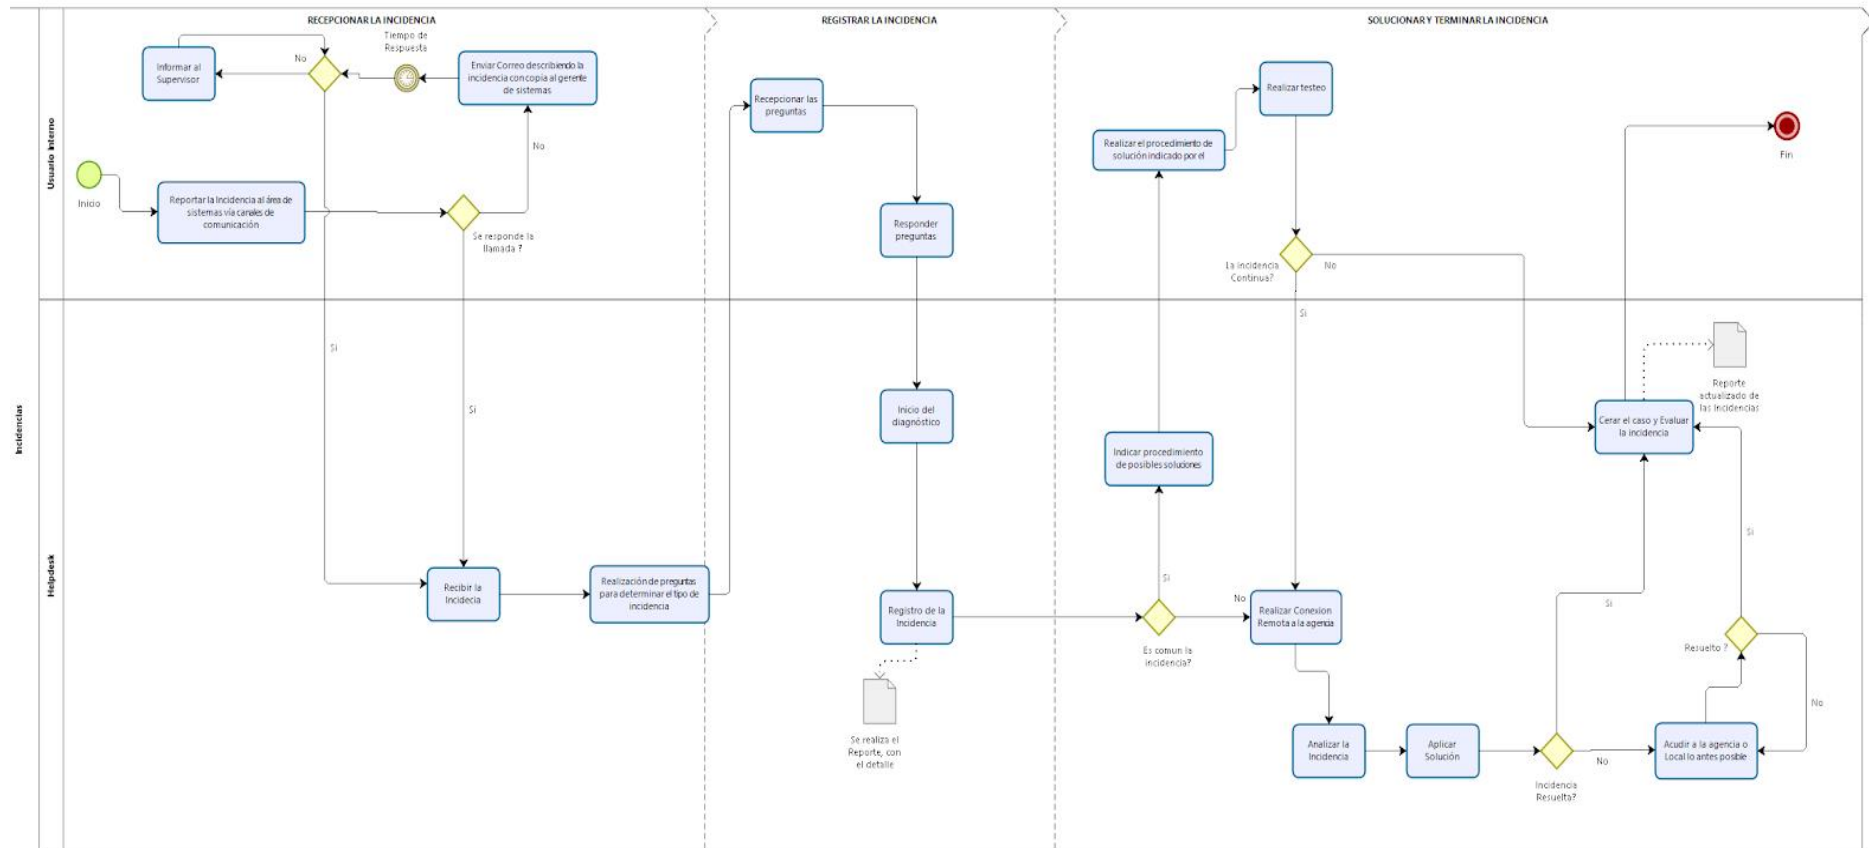 RECEPCIONAR LA INCIDENCIA
REGISTRAR LA INCIDENCIA
SOLUCIONAR Y TERMINAR LA INCIDENCIA
Incidencias
Usuario Interno
Helpdesk
Informar al
Supervisor
No
Tiempo de
Respuesta
Enviar Correo describiendo la
incidencia con copia al gerente
de sistemas
No
Inicio
Reportar la Incidencia al área de
sistemas vía canales de
comunicación
Se responde la
llamada ?
Si
Si
Recibir la
Incidecia
Realización de preguntas
para determinar el tipo de
incidencia
Recepcionar las
preguntas
Responder
preguntas
Inicio del
diagnóstico
Registro de la
Incidencia
Se realiza el
Reporte, con
el detalle
Realizar testeo
Realizar el procedimiento de
solución indicado por el
La incidencia
Continua?
No
Si
Fin
Reporte
actualizado de
las Incidencias
Cerar el caso y Evaluar
la incidencia
Indicar procedimiento
de posibles soluciones
Si
Es comun la
incidencia?
No
Realizar Conexion
Remota a la agencia
Analizar la
Incidencia
Aplicar
Solución
Incidencia
Resuelta?
Si
No
Acudir a la agencia o
Local lo antes posible
Resuelto ?
Si
No